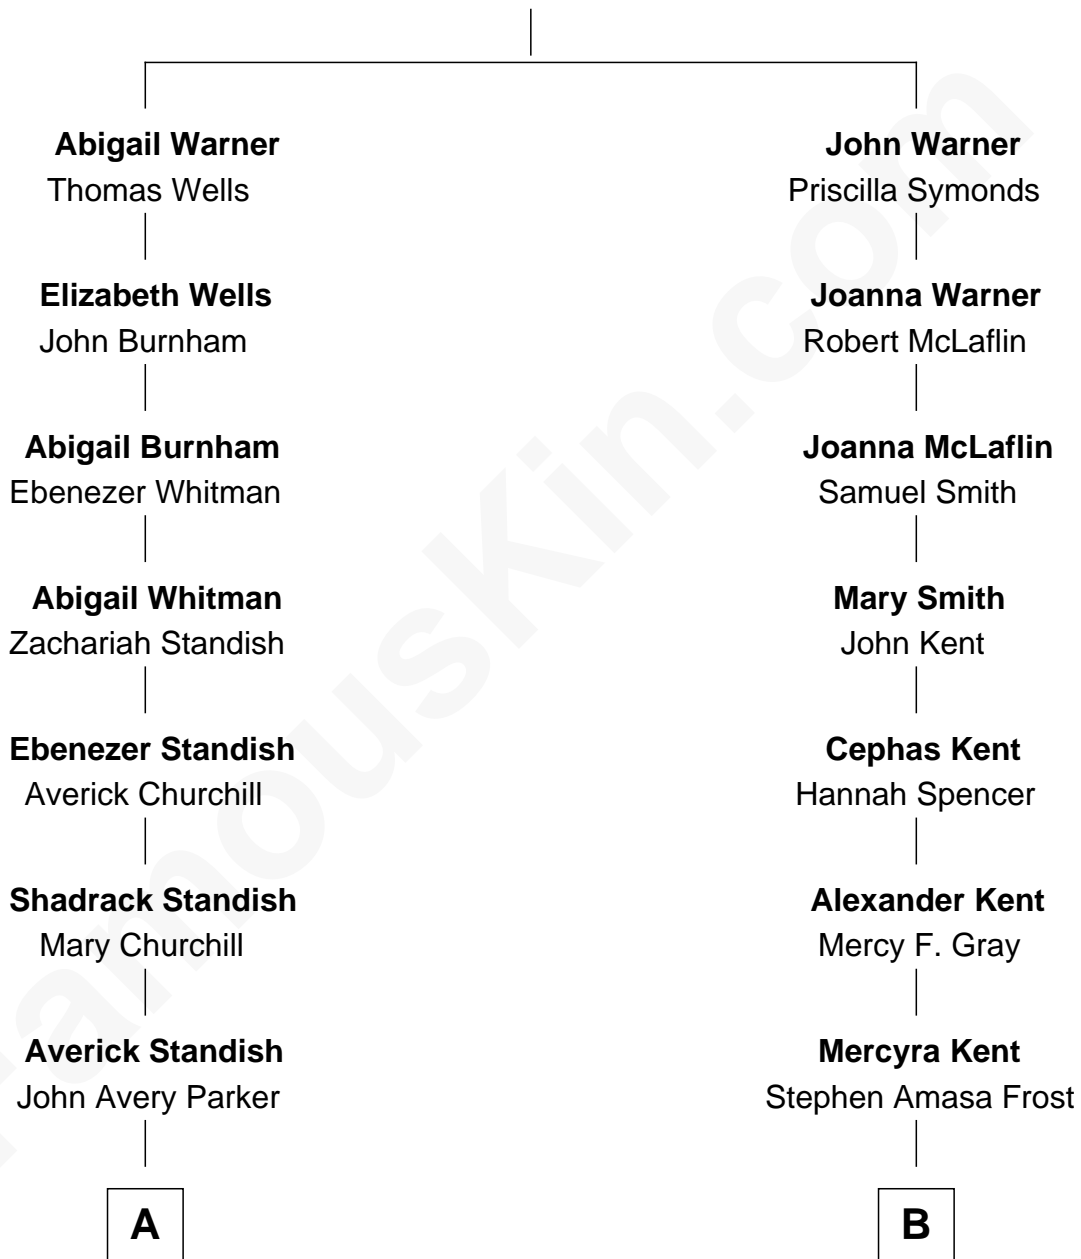 Abigail Warner
Thomas Wells
Elizabeth Wells
John Burnham
Abigail Burnham
Ebenezer Whitman
Abigail Whitman
Zachariah Standish
Ebenezer Standish
Averick Churchill
Shadrack Standish
Mary Churchill
Averick Standish
John Avery Parker
A
John Warner
Priscilla Symonds
Joanna Warner
Robert McLaflin
Joanna McLaflin
Samuel Smith
Mary Smith
John Kent
Cephas Kent
Hannah Spencer
Alexander Kent
Mercy F. Gray
Mercyra Kent
Stephen Amasa Frost
B
FamousKin.com